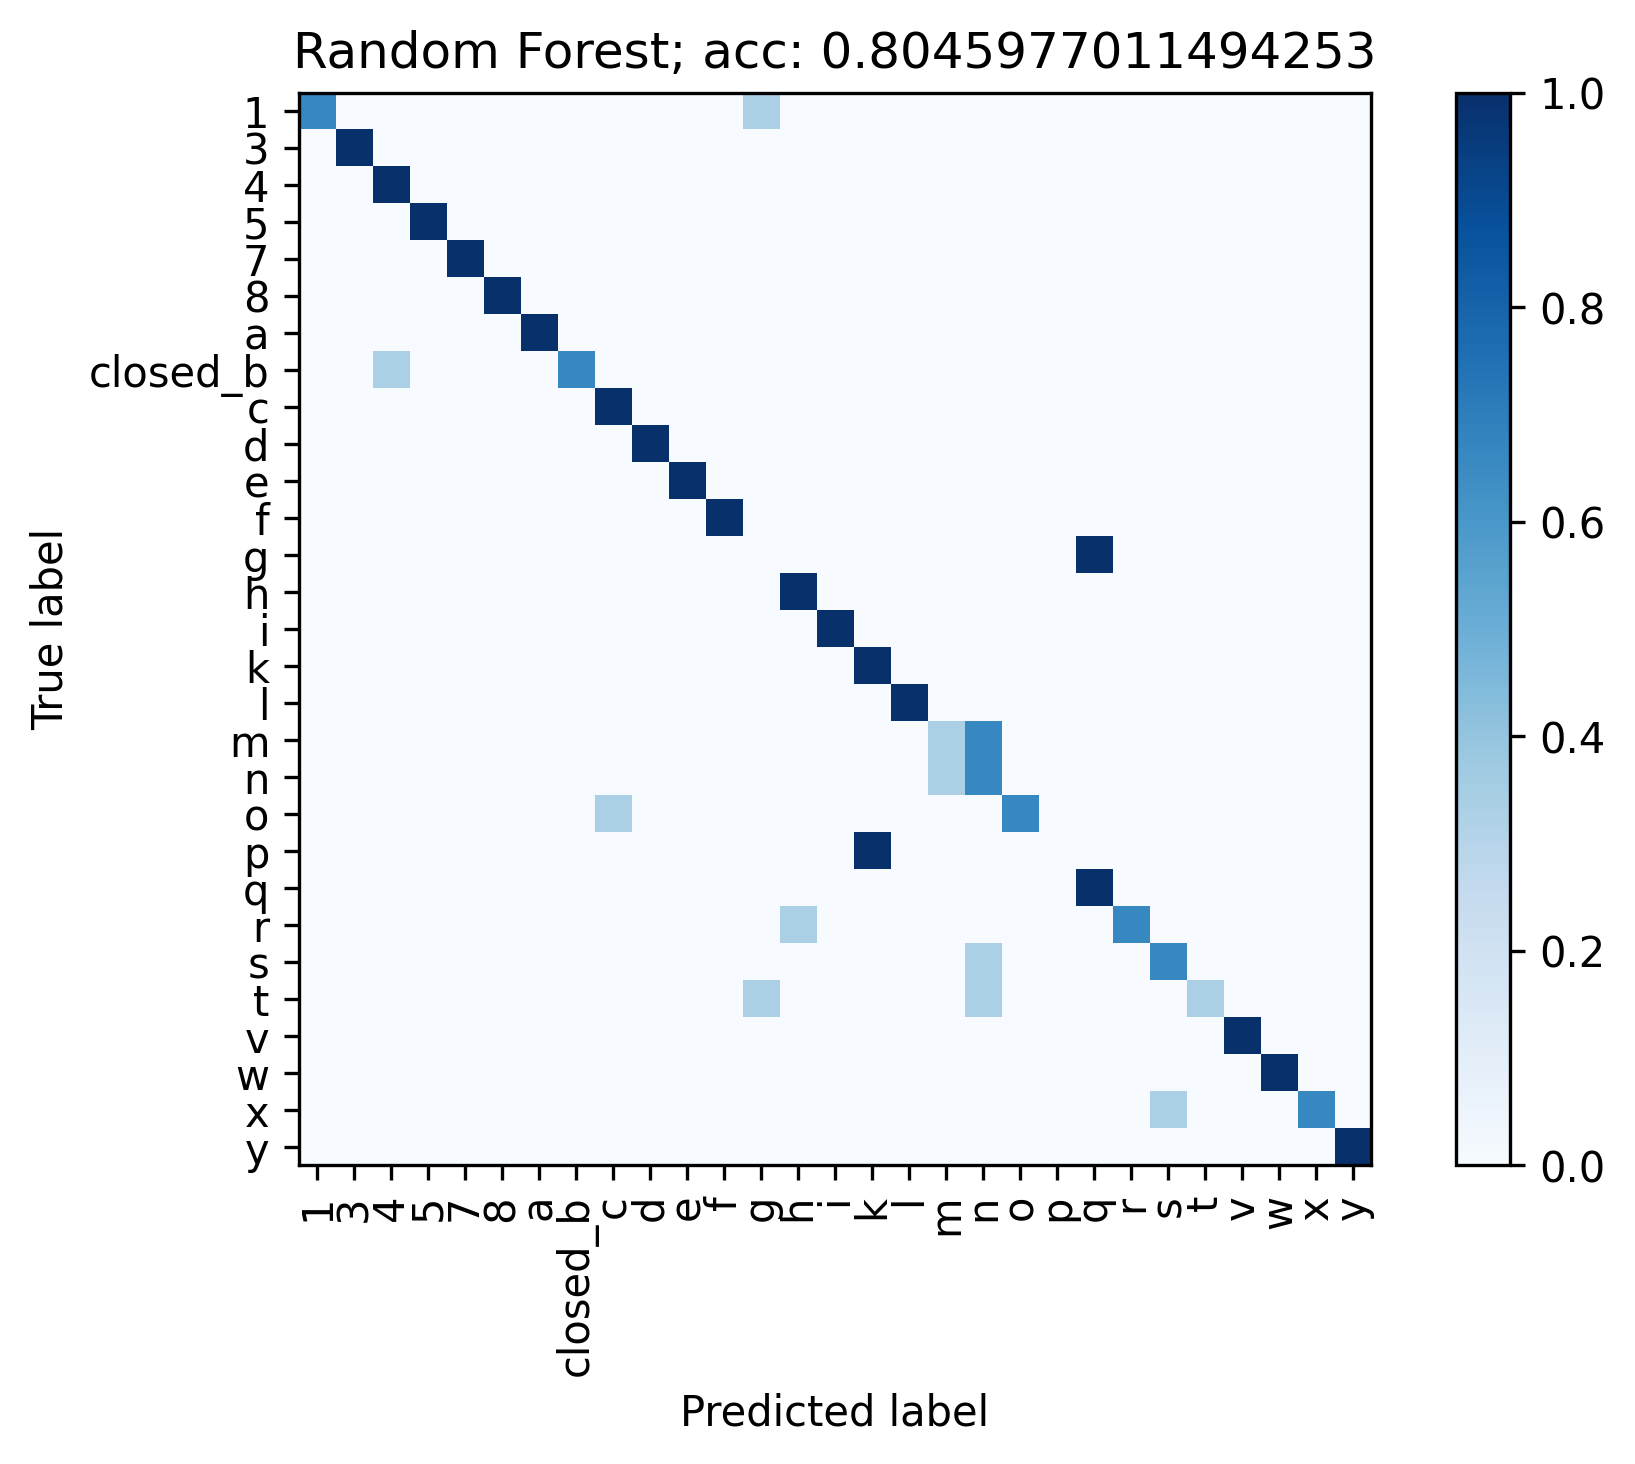 Random Forest; acc: 0.8045977011494253
True label
1
3
4
5
7
8
a
closed_b
c
d
e
f
g
h
i
k
l
m
n
o
p
q
r
s
t
v
w
x
y
1 3 4 5 7 8 a closed_b c d e f g h i k l m n o p q r s t v w x y
Predicted label
1.0
0.8
0.6
0.4
0.2
0.0